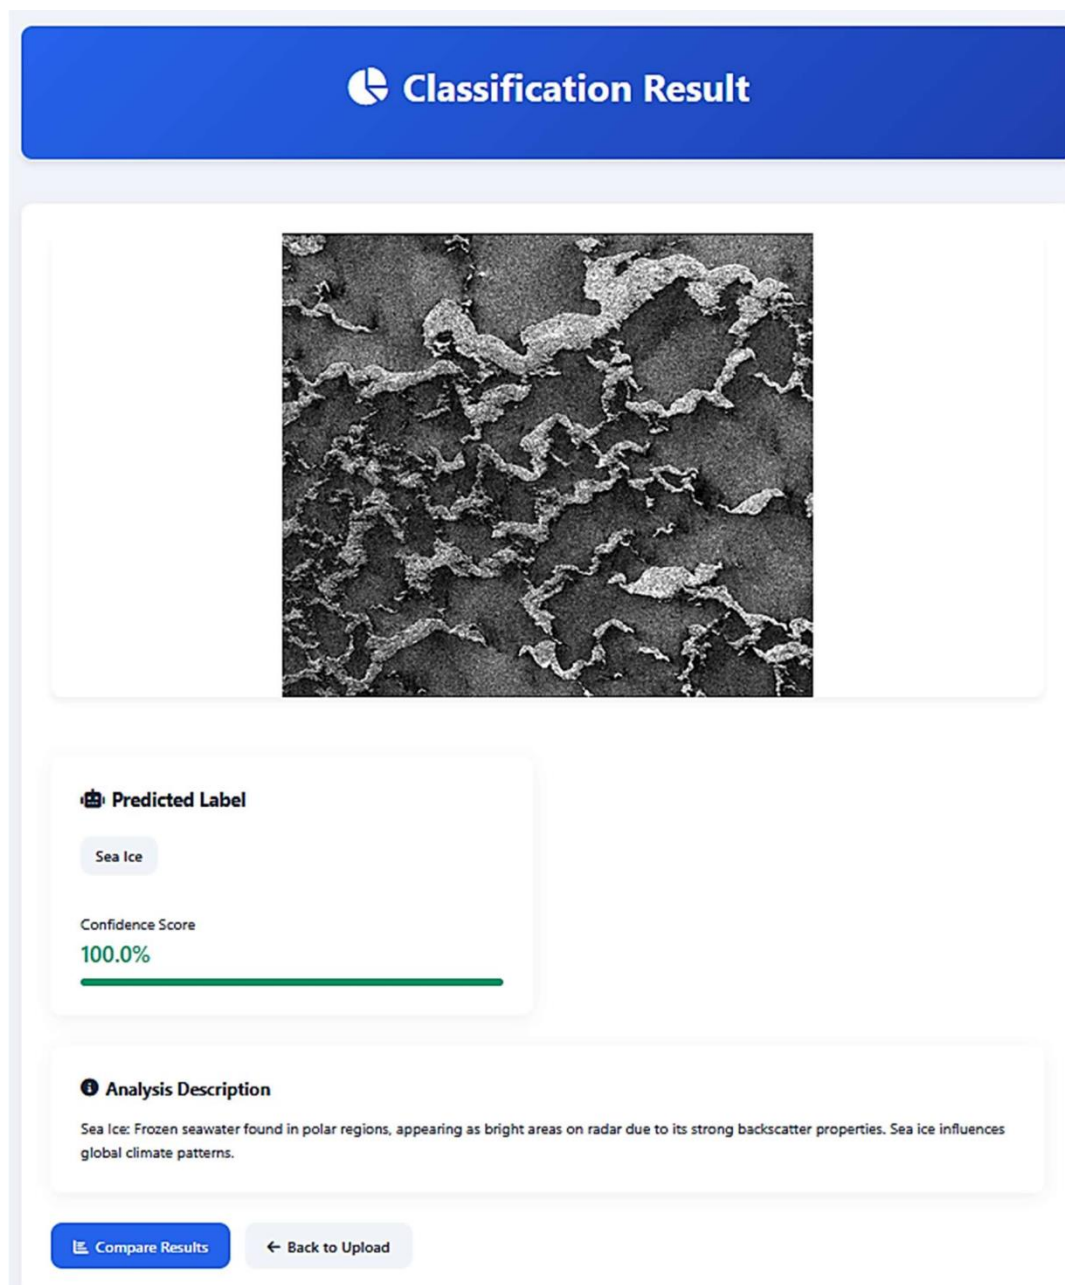 Classification Result
Predicted Label
Sea Ice
Confidence Score
100.0%
Analysis Description
Sea Ice: Frozen seawater found in polar regions, appearing as bright areas on radar due to its strong backscatter properties. Sea ice influences
global climate patterns.
Compare Results
Back to Upload